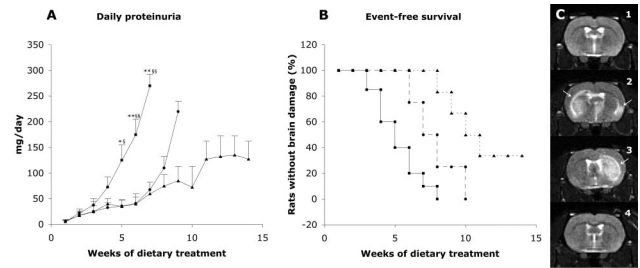 A Daily proteinuria
350
300
250
200
150
100
50
0
mg/day
**§§
**§§
*§
0 5 10 15
Weeks of dietary treatment
B Event-free survival
120
100
80
60
40
20
0
-20
Rats without brain damage (%)
0 5 10 15
Weeks of dietary treatment
C
1
2
3
4